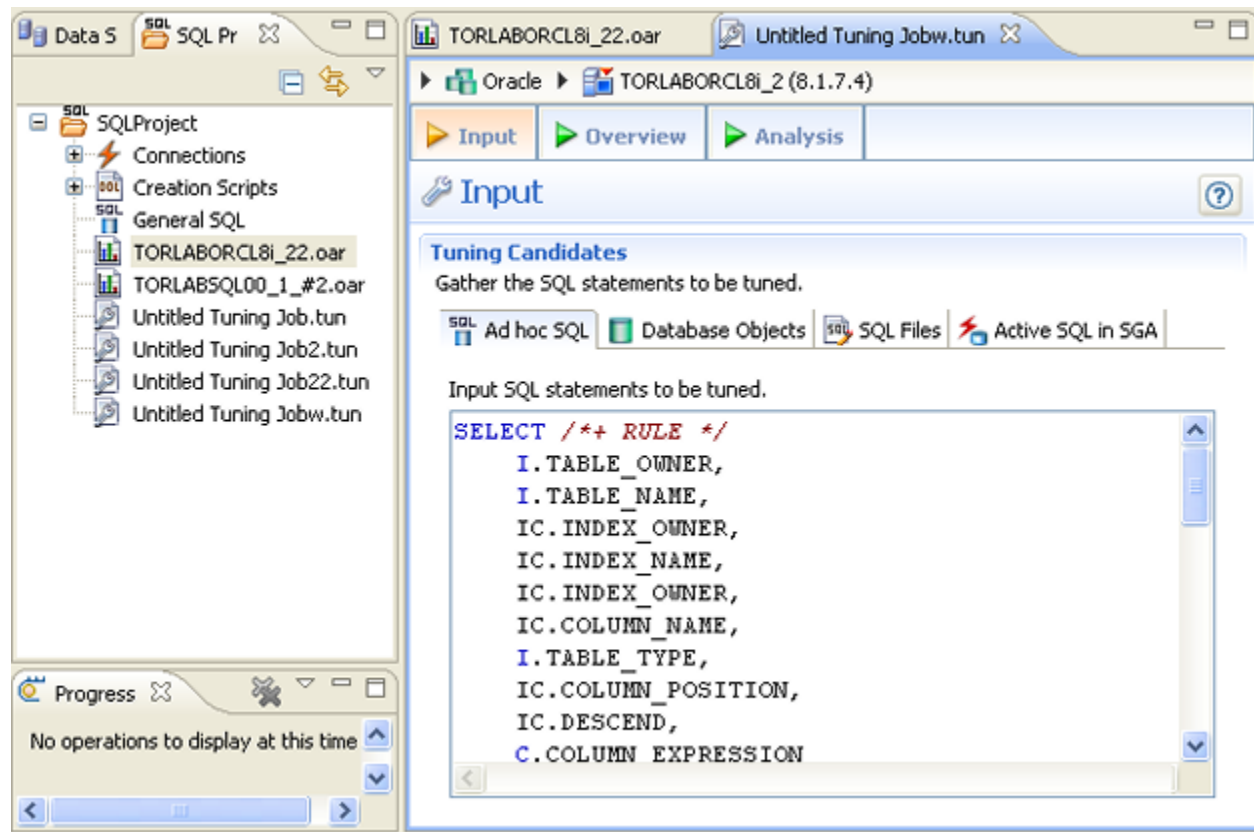 Data S
SQL Pr
SQLProject
Connections
Creation Scripts
General SQL
TORLABORCL8i_22.oar
TORLABSQL00_1_#2.oar
Untitled Tuning Job.tun
Untitled Tuning Job2.tun
Untitled Tuning Job22.tun
Untitled Tuning Jobw.tun
Progress
No operations to display at this time
TORLABORCL8i_22.oar
Untitled Tuning Jobw.tun
Oracle
TORLABORCL8i_2 (8.1.7.4)
Input
Overview
Analysis
Input
Tuning Candidates
Gather the SQL statements to be tuned.
SQL Ad hoc SQL
Database Objects
SQL Files
Active SQL in SGA
Input SQL statements to be tuned.
SELECT /*+ RULE */
I.TABLE_OWNER,
I.TABLE_NAME,
IC.INDEX_OWNER,
IC.INDEX_NAME,
IC.INDEX_OWNER,
IC.COLUMN_NAME,
I.TABLE_TYPE,
IC.COLUMN_POSITION,
IC.DESCEND,
C.COLUMN_EXPRESSION